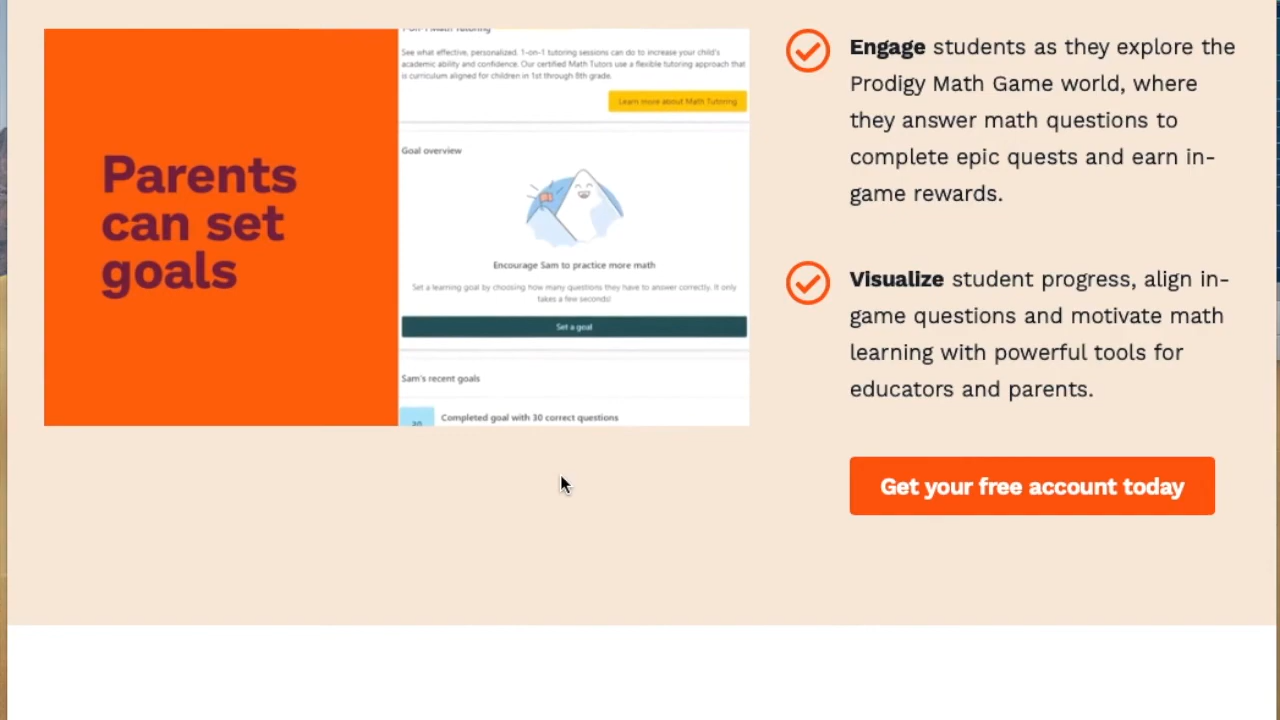 Parents
can set
goals
1-on-1 Math Tutoring
See what effective, personalized, 1-on-1 tutoring sessions can do to increase your child's
academic ability and confidence. Our certified Math Tutors use a flexible tutoring approach that
is curriculum aligned for children in 1st through 8th grade.
Learn more about Math Tutoring
Goal overview
Encourage Sam to practice more math
Set a learning goal by choosing how many questions they have to answer correctly. It only
takes a few seconds!
Set a goal
Sam's recent goals
30
Completed goal with 30 correct questions
Engage students as they explore the
Prodigy Math Game world, where
they answer math questions to
complete epic quests and earn in-
game rewards.
Visualize student progress, align in-
game questions and motivate math
learning with powerful tools for
educators and parents.
Get your free account today